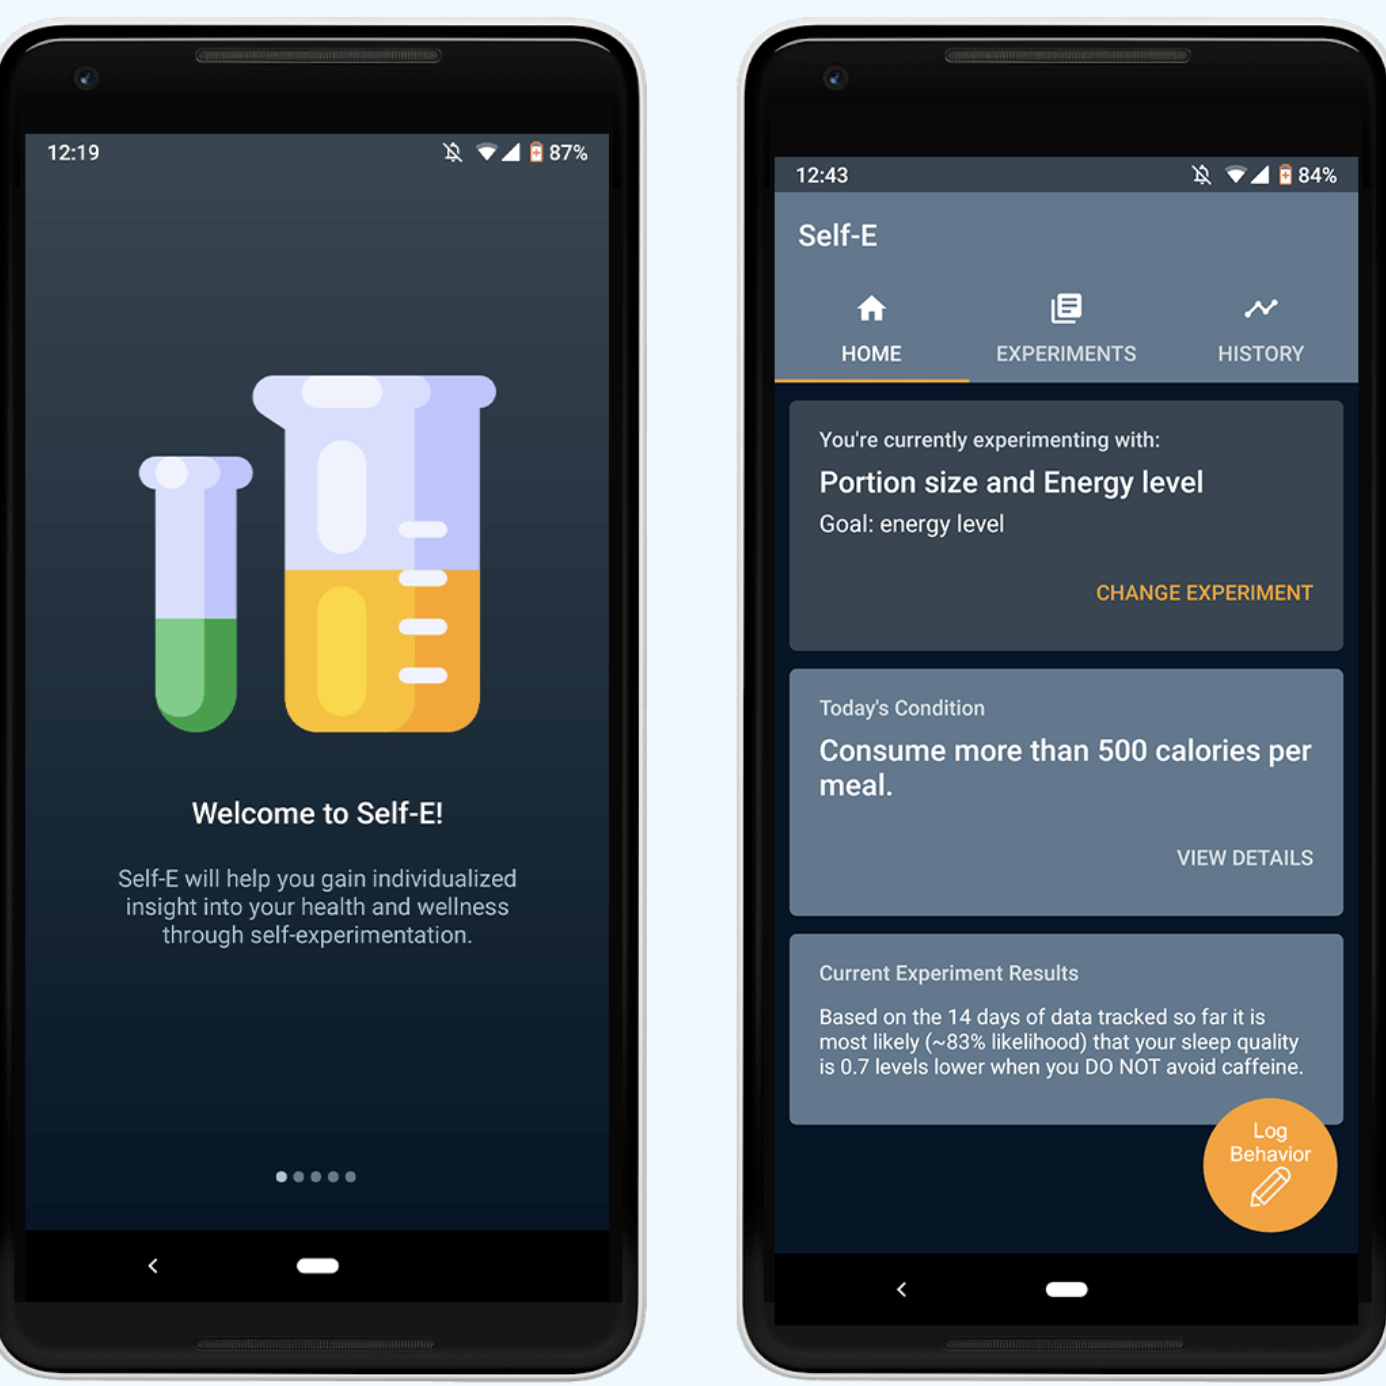 12:19
87%
Welcome to Self-E!
Self-E will help you gain individualized
insight into your health and wellness
through self-experimentation.
12:43
84%
Self-E
HOME
EXPERIMENTS
HISTORY
You're currently experimenting with:
Portion size and Energy level
Goal: energy level
CHANGE EXPERIMENT
Today's Condition
Consume more than 500 calories per
meal.
VIEW DETAILS
Current Experiment Results
Based on the 14 days of data tracked so far it is
most likely (~83% likelihood) that your sleep quality
is 0.7 levels lower when you DO NOT avoid caffeine.
Log
Behavior